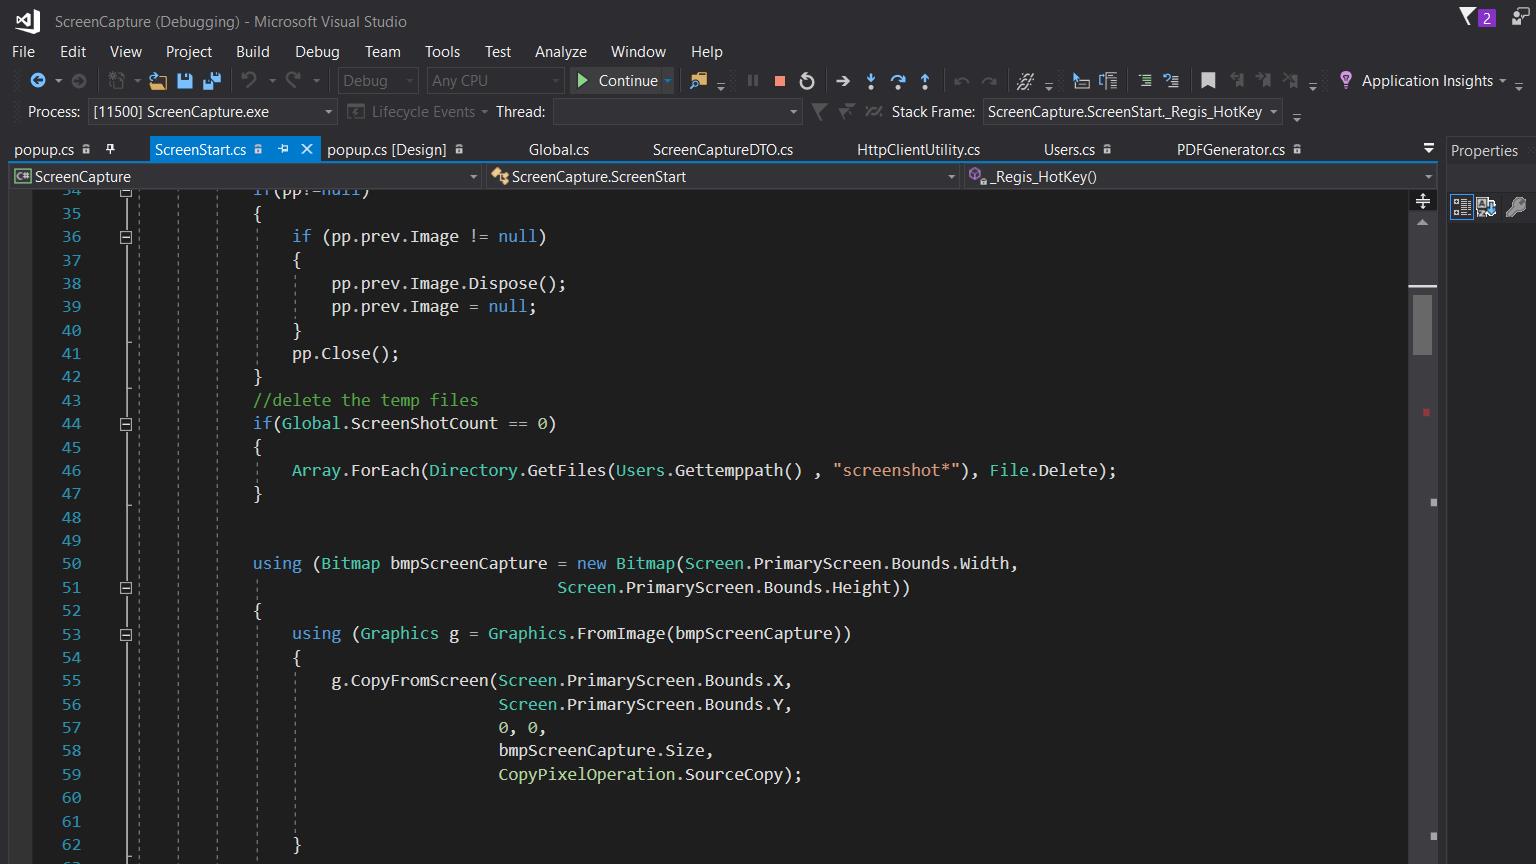 ScreenCapture (Debugging) - Microsoft Visual Studio
2
File Edit View Project Build Debug Team Tools Test Analyze Window Help
Debug Any CPU Continue Application Insights
Process: [11500] ScreenCapture.exe Lifecycle Events Thread: Stack Frame: ScreenCapture.ScreenStart._Regis_HotKey
popup.cs ScreenStart.cs popup.cs [Design] Global.cs ScreenCaptureDTO.cs HttpClientUtility.cs Users.cs PDFGenerator.cs Properties
C# ScreenCapture ScreenCapture.ScreenStart _Regis_HotKey()
34 if(pp!=null)
35 {
36 if (pp.prev.Image != null)
37 {
38 pp.prev.Image.Dispose();
39 pp.prev.Image = null;
40 }
41 pp.Close();
42 }
43 //delete the temp files
44 if(Global.ScreenShotCount == 0)
45 {
46 Array.ForEach(Directory.GetFiles(Users.Gettemppath() , "screenshot*"), File.Delete);
47 }
48
49
50 using (Bitmap bmpScreenCapture = new Bitmap(Screen.PrimaryScreen.Bounds.Width,
51 Screen.PrimaryScreen.Bounds.Height))
52 {
53 using (Graphics g = Graphics.FromImage(bmpScreenCapture))
54 {
55 g.CopyFromScreen(Screen.PrimaryScreen.Bounds.X,
56 Screen.PrimaryScreen.Bounds.Y,
57 0, 0,
58 bmpScreenCapture.Size,
59 CopyPixelOperation.SourceCopy);
60
61
62 }